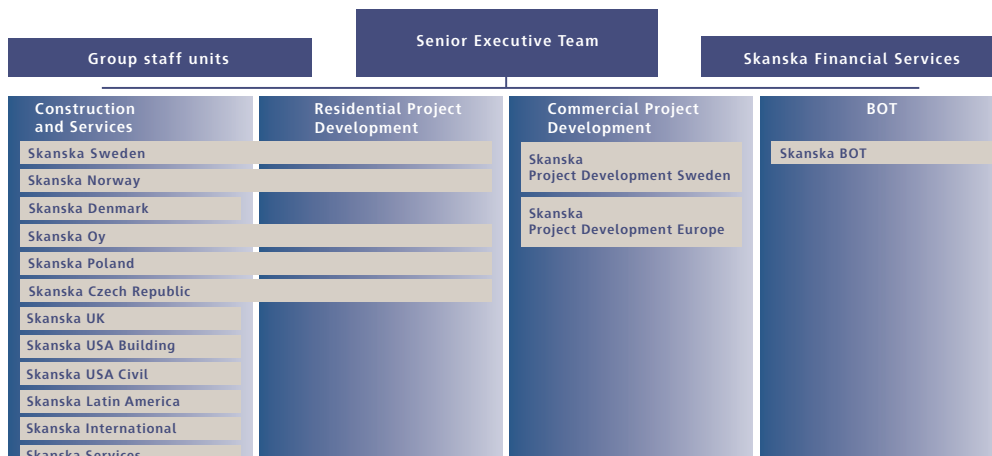 Senior Executive Team
Group staff units
Skanska Financial Services
Construction
and Services
Residential Project
Development
Commercial Project
Development
BOT
Skanska Sweden
Skanska Norway
Skanska Denmark
Skanska Oy
Skanska Poland
Skanska Czech Republic
Skanska UK
Skanska USA Building
Skanska USA Civil
Skanska Latin America
Skanska International
Skanska Services
Skanska
Project Development Sweden
Skanska
Project Development Europe
Skanska BOT